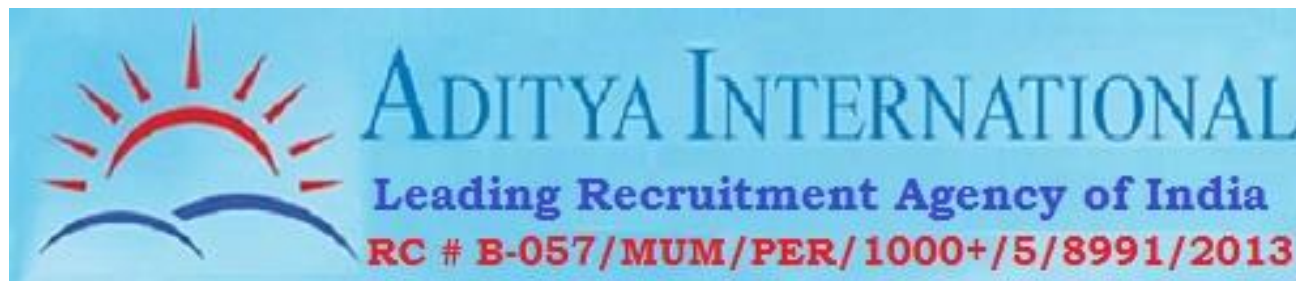 ADITYA INTERNATIONAL
Leading Recruitment Agency of India
RC # B-057/MUM/PER/1000+/5/8991/2013